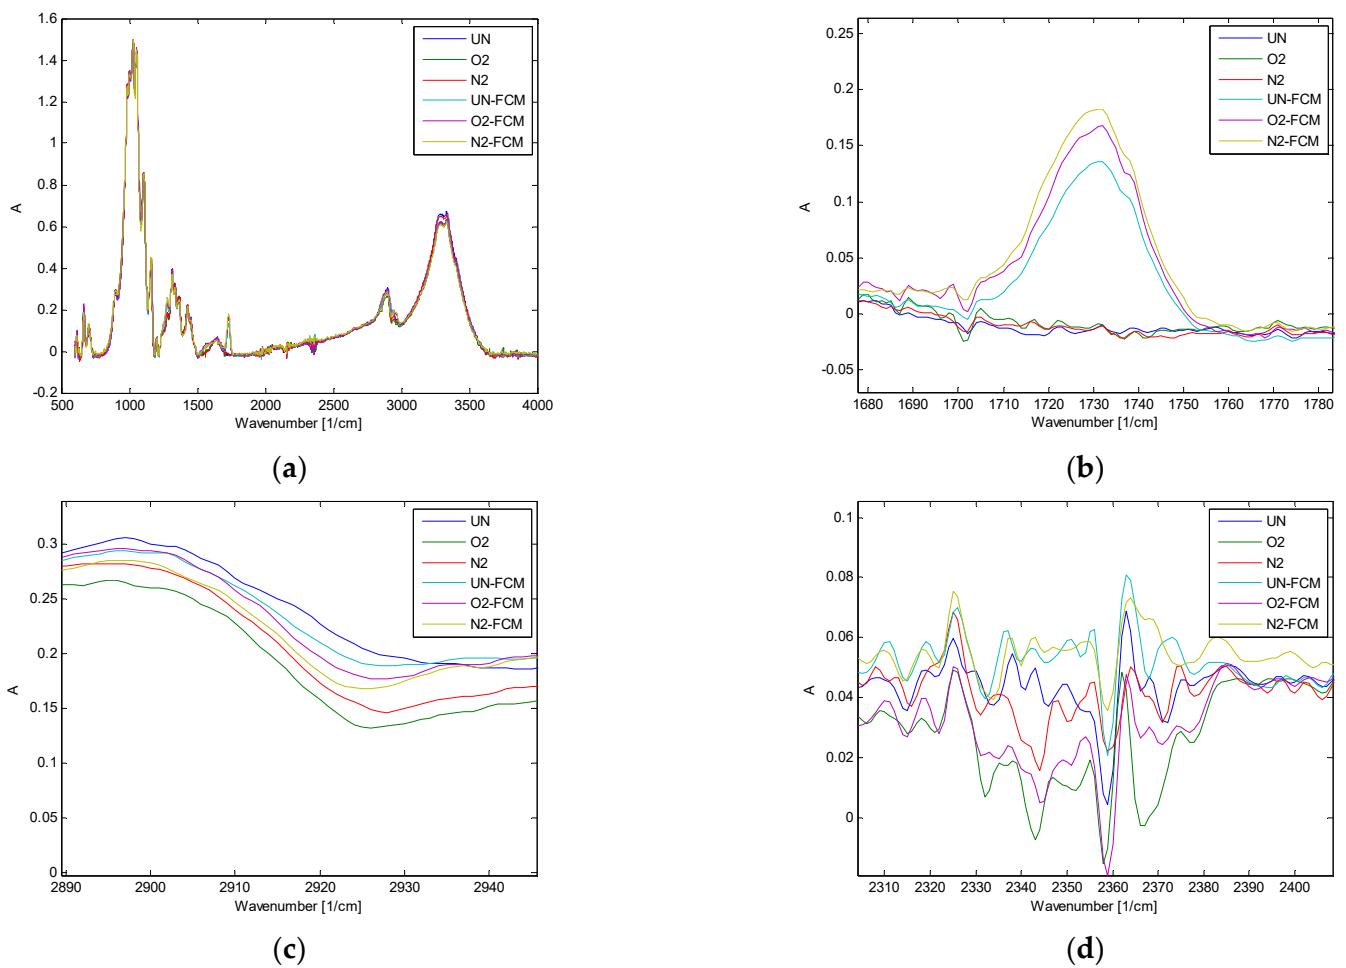 1.6
1.4
1.2
1
0.8
0.6
0.4
0.2
0
-0.2
A
500 1000 1500 2000 2500 3000 3500 4000
Wavenumber [1/cm]
UN
O2
N2
UN-FCM
O2-FCM
N2-FCM
(a)
0.25
0.2
0.15
0.1
0.05
0
-0.05
A
1680 1690 1700 1710 1720 1730 1740 1750 1760 1770 1780
Wavenumber [1/cm]
UN
O2
N2
UN-FCM
O2-FCM
N2-FCM
(b)
0.3
0.25
0.2
0.15
0.1
0.05
0
A
2890 2900 2910 2920 2930 2940
Wavenumber [1/cm]
UN
O2
N2
UN-FCM
O2-FCM
N2-FCM
(c)
0.1
0.08
0.06
0.04
0.02
0
A
2310 2320 2330 2340 2350 2360 2370 2380 2390 2400
Wavenumber [1/cm]
UN
O2
N2
UN-FCM
O2-FCM
N2-FCM
(d)